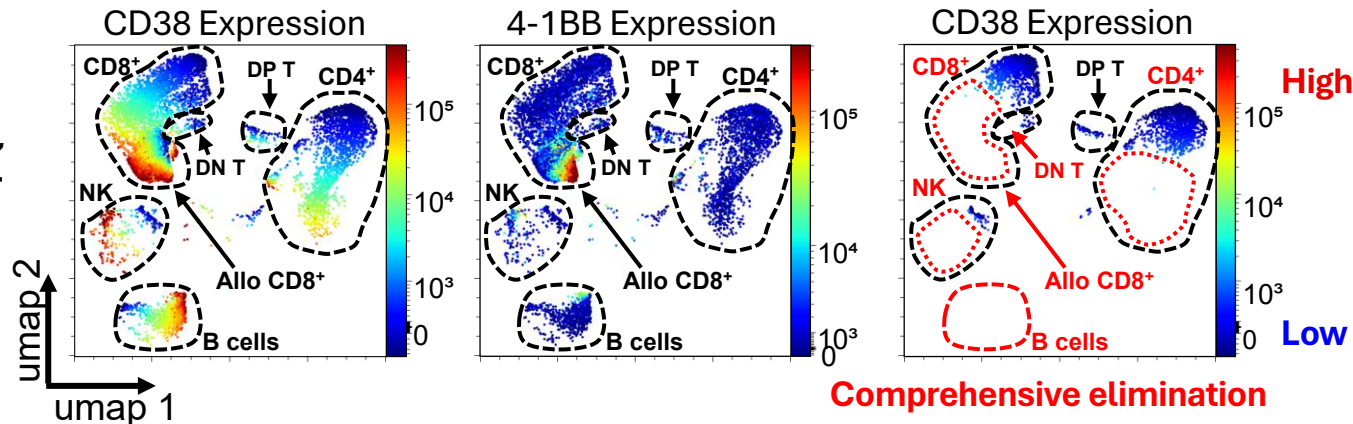 CD38 Expression
CD8⁺
DP T
CD4⁺
DN T
NK
Allo CD8⁺
B cells
10⁵
10⁴
10³
0
umap 2
umap 1
4-1BB Expression
CD8⁺
DP T
CD4⁺
DN T
NK
Allo CD8⁺
B cells
10⁵
10⁴
10³
0
CD38 Expression
CD8⁺
DP T
CD4⁺
DN T
NK
Allo CD8⁺
B cells
10⁵
10⁴
10³
0
High
Low
Comprehensive elimination